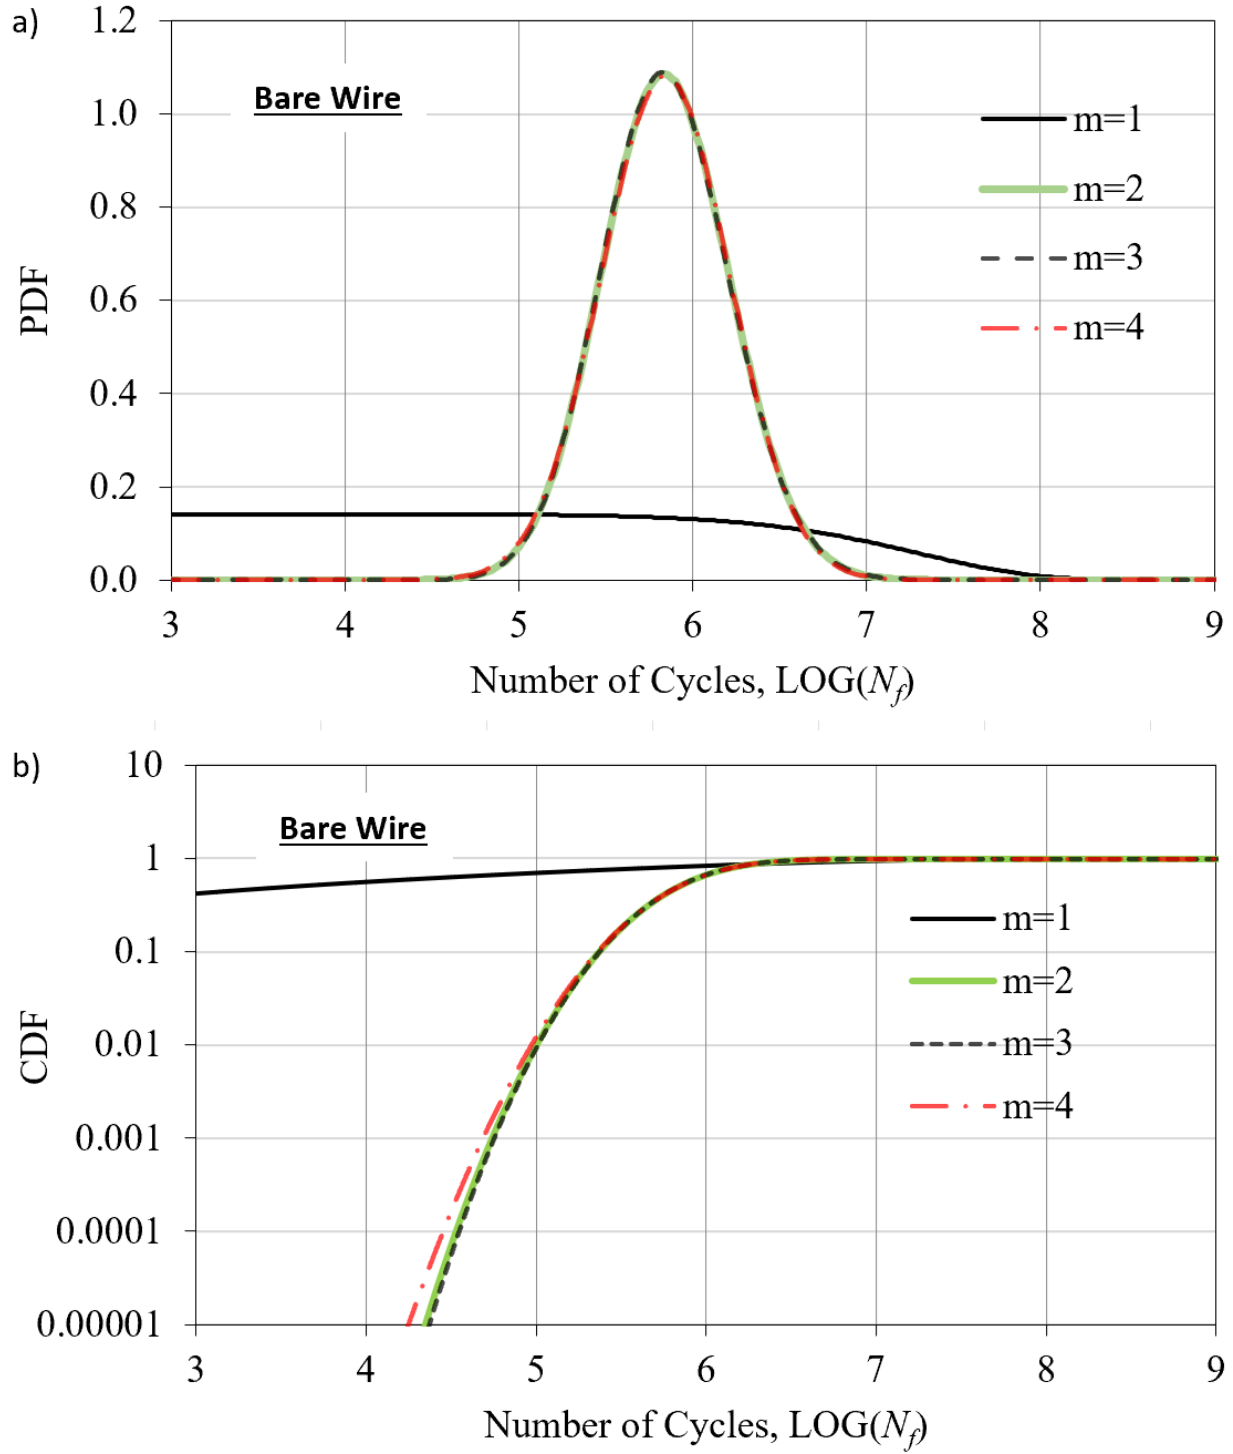 a)
1.2
1.0
0.8
0.6
0.4
0.2
0.0
PDF
Bare Wire
m=1
m=2
m=3
m=4
3 4 5 6 7 8 9
Number of Cycles, LOG(Nf)
b)
10
1
0.1
0.01
0.001
0.0001
0.00001
CDF
Bare Wire
m=1
m=2
m=3
m=4
3 4 5 6 7 8 9
Number of Cycles, LOG(Nf)